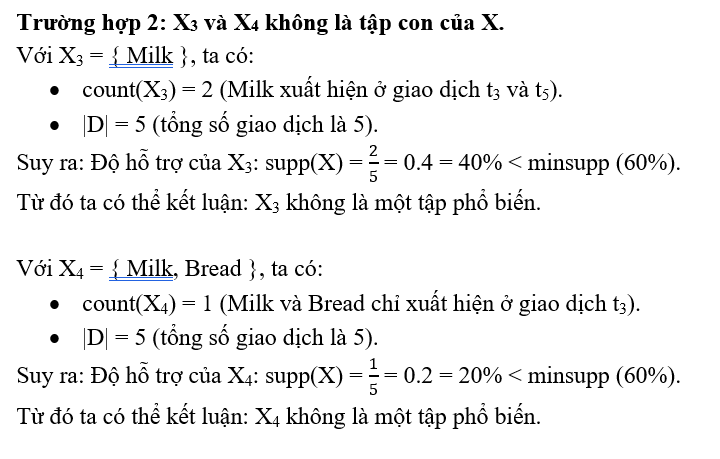 Trường hợp 2: X₃ và X₄ không là tập con của X.
Với X₃ = { Milk }, ta có:
• count(X₃) = 2 (Milk xuất hiện ở giao dịch t₃ và t₅).
• |D| = 5 (tổng số giao dịch là 5).
Suy ra: Độ hỗ trợ của X₃: supp(X) = 2/5 = 0.4 = 40% < minsupp (60%).
Từ đó ta có thể kết luận: X₃ không là một tập phổ biến.
Với X₄ = { Milk, Bread }, ta có:
• count(X₄) = 1 (Milk và Bread chỉ xuất hiện ở giao dịch t₃).
• |D| = 5 (tổng số giao dịch là 5).
Suy ra: Độ hỗ trợ của X₄: supp(X) = 1/5 = 0.2 = 20% < minsupp (60%).
Từ đó ta có thể kết luận: X₄ không là một tập phổ biến.